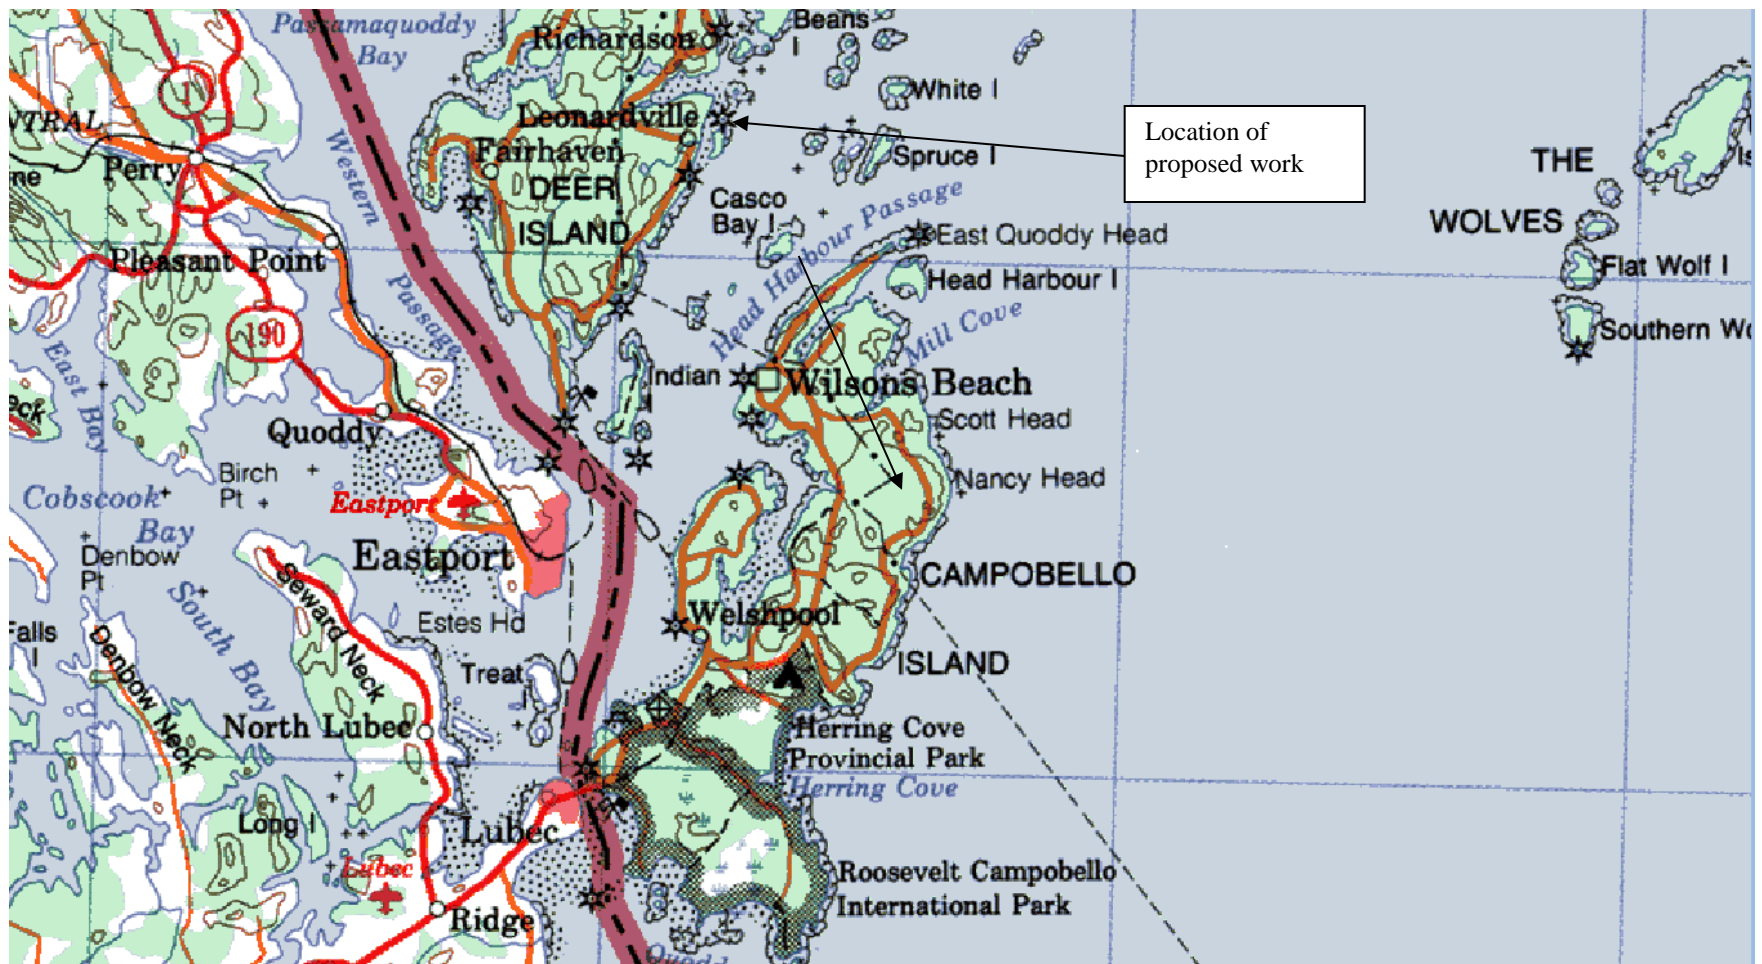 Passamaquoddy
Bay
Richardson
Beans
I
White I
1
Leonardville
Location of
proposed work
Western
Perry
Fairhaven
Spruce I
THE
DEER
Casco
Bay I
WOLVES
ISLAND
Head Harbour Passage
East Quoddy Head
Pleasant Point
Flat Wolf I
Head Harbour I
Passage
190
Mill Cove
Southern
East Bay
Indian
I
Wilsons Beach
Scott Head
Quoddy
Birch
Pt
Nancy Head
Cobscook
Bay
Eastport
Eastport
Denbow
Pt
CAMPOBELLO
Seward Neck
South Bay
Estes Hd
Welshpool
Falls
I
Denbow Neck
Treat
I
ISLAND
North Lubec
Herring Cove
Provincial Park
Herring Cove
Long I
Lubec
Lubec
Roosevelt Campobello
International Park
Ridge